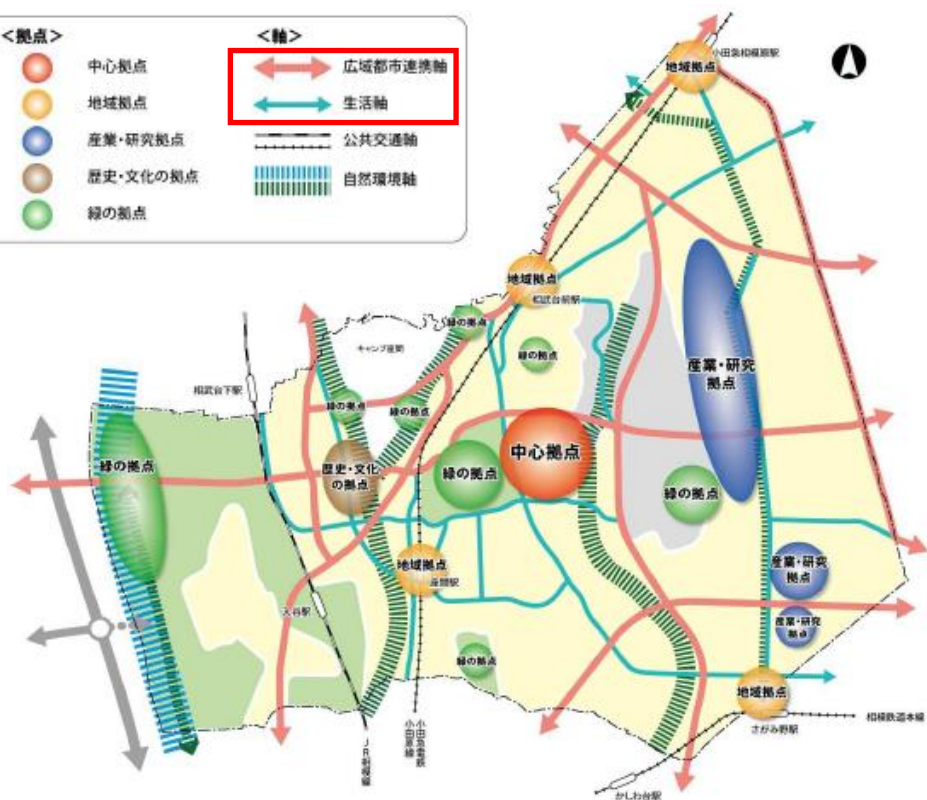 <拠点>
<軸>
中心拠点
地域拠点
産業・研究拠点
歴史・文化の拠点
緑の拠点
広域都市連携軸
生活軸
公共交通軸
自然環境軸
小田急相模原駅
地域拠点
地域拠点
相武台前駅
緑の拠点
キャンプ座間
緑の拠点
産業・研究
拠点
相武台下駅
緑の拠点
緑の拠点
中心拠点
緑の拠点
歴史・文化
の拠点
緑の拠点
緑の拠点
地域拠点
座間駅
産業・研究
拠点
入谷駅
産業・研究
拠点
緑の拠点
地域拠点
さがみ野駅
相模鉄道本線
JR相模線
小田急電鉄
小田原線
かしわ台駅